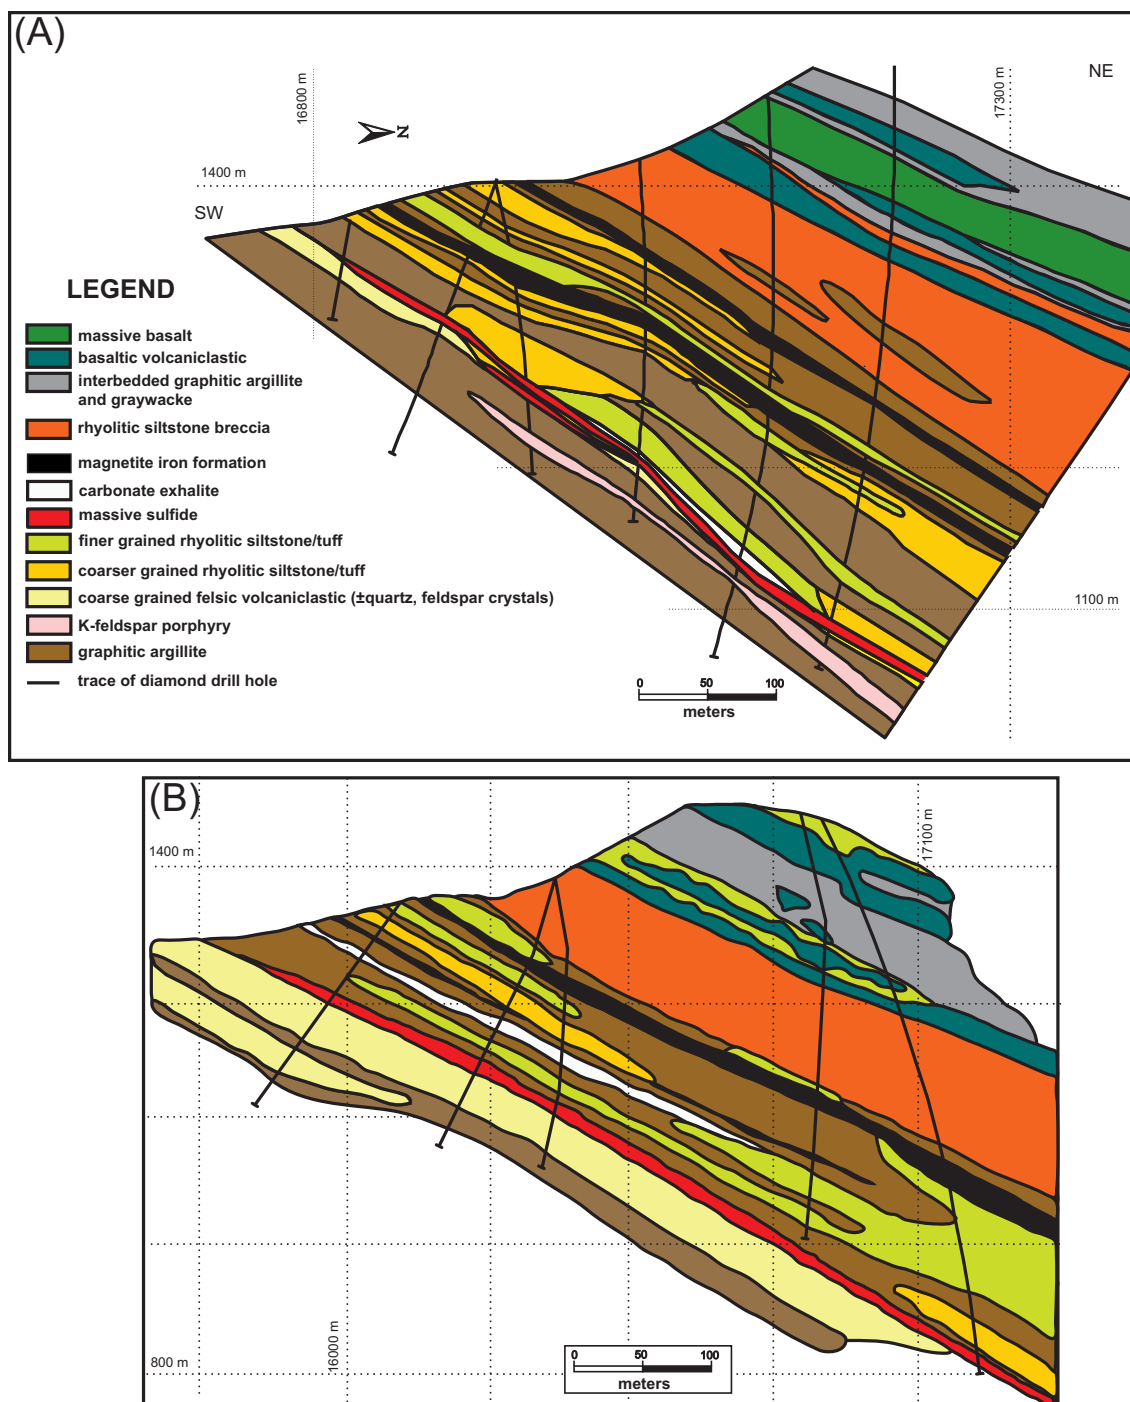 (A)
NE
16800 m
17300 m
N
1400 m
SW
LEGEND
massive basalt
basaltic volcaniclastic
interbedded graphitic argillite
and graywacke
rhyolitic siltstone breccia
magnetite iron formation
carbonate exhalite
massive sulfide
finer grained rhyolitic siltstone/tuff
coarser grained rhyolitic siltstone/tuff
coarse grained felsic volcaniclastic (±quartz, feldspar crystals)
K-feldspar porphyry
graphitic argillite
trace of diamond drill hole
1100 m
0 50 100
meters
(B)
1400 m
17100 m
16000 m
800 m
0 50 100
meters